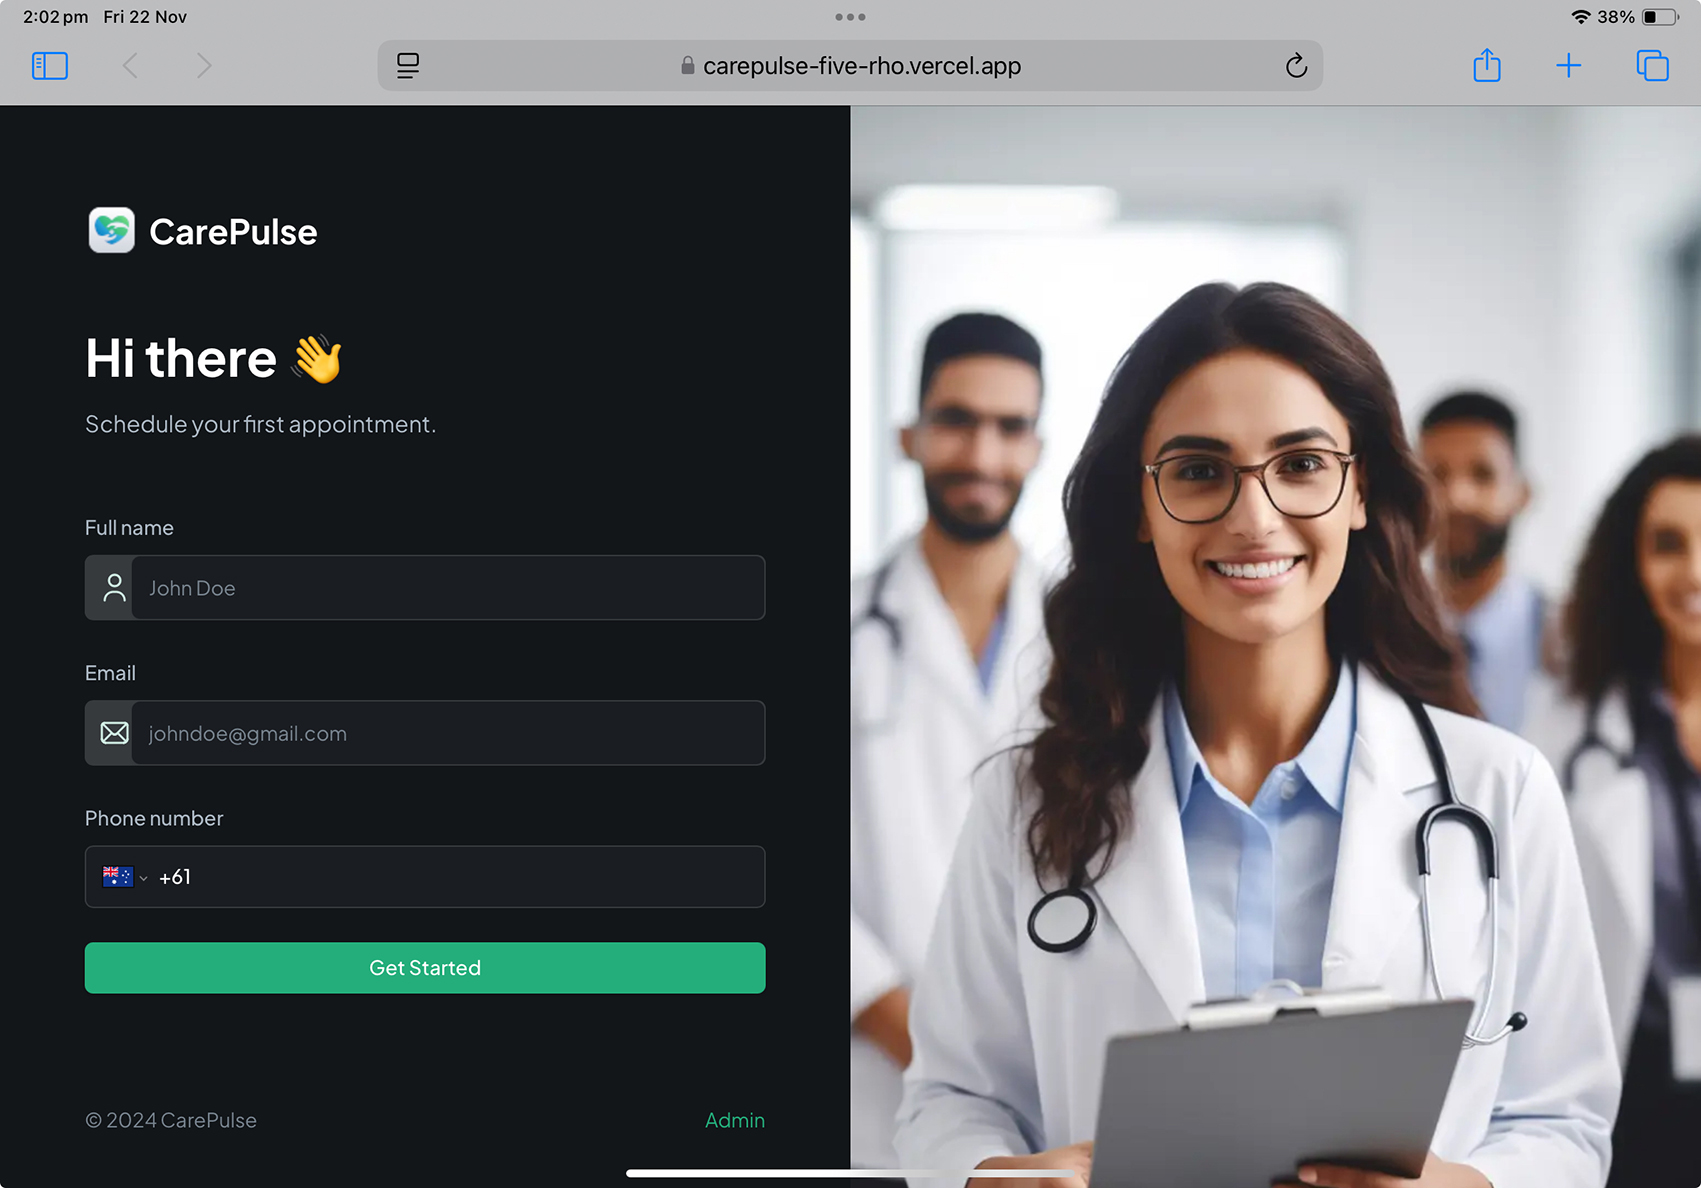 2:02 pm Fri 22 Nov
38%
carepulse-five-rho.vercel.app
CarePulse
Hi there 👋
Schedule your first appointment.
Full name
John Doe
Email
johndoe@gmail.com
Phone number
+61
Get Started
© 2024 CarePulse
Admin